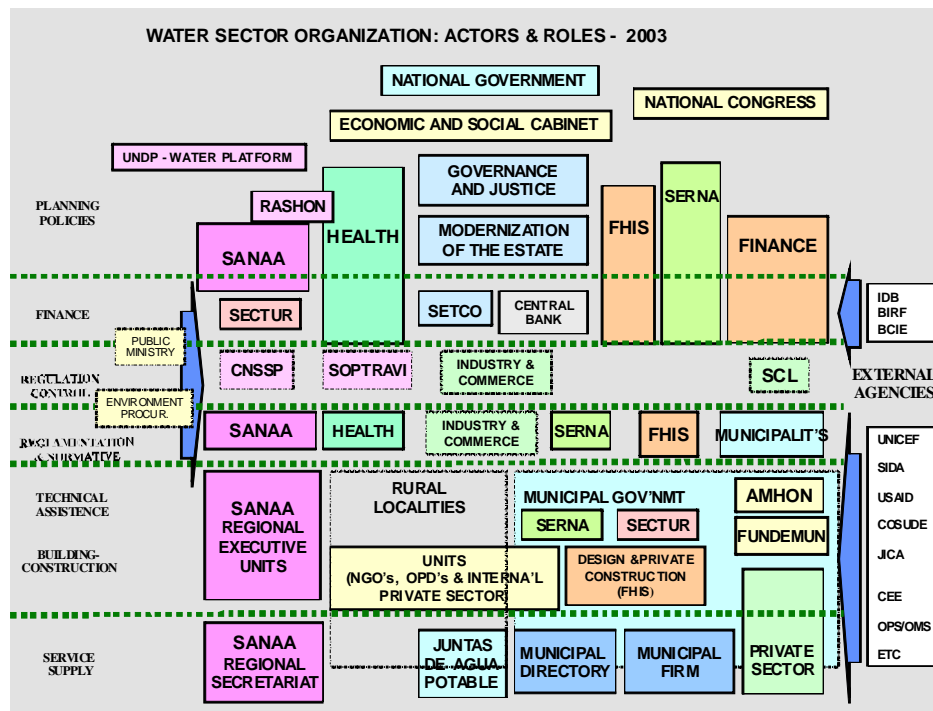 WATER SECTOR ORGANIZATION: ACTORS & ROLES - 2003
NATIONAL GOVERNMENT
NATIONAL CONGRESS
ECONOMIC AND SOCIAL CABINET
UNDP - WATER PLATFORM
PLANNING
POLICIES
RASHON
SANAA
HEALTH
GOVERNANCE
AND JUSTICE
MODERNIZATION
OF THE ESTATE
FHIS
SERNA
FINANCE
FINANCE
SECTUR
SETCO
CENTRAL
BANK
IDB
BIRF
BCIE
PUBLIC
MINISTRY
REGULATION
CONTROL
ENVIRONMENT
PROCUR.
CNSSP
SOPTRAVI
INDUSTRY &
COMMERCE
SCL
EXTERNAL
AGENCIES
SANAA
HEALTH
INDUSTRY &
COMMERCE
SERNA
FHIS
MUNICIPALIT'S
TECHNICAL
ASSISTENCE
BUILDING-
CONSTRUCTION
SANAA
REGIONAL
EXECUTIVE
UNITS
RURAL
LOCALITIES
MUNICIPAL GOV'NMT
SERNA
SECTUR
AMHON
FUNDEMUN
UNITS
(NGO's, OPD's & INTERNA'L
PRIVATE SECTOR
DESIGN &PRIVATE
CONSTRUCTION
(FHIS)
UNICEF
SIDA
USAID
COSUDE
JICA
CEE
OPS/OMS
ETC
SERVICE
SUPPLY
SANAA
REGIONAL
SECRETARIAT
JUNTAS
DE AGUA
POTABLE
MUNICIPAL
DIRECTORY
MUNICIPAL
FIRM
PRIVATE
SECTOR